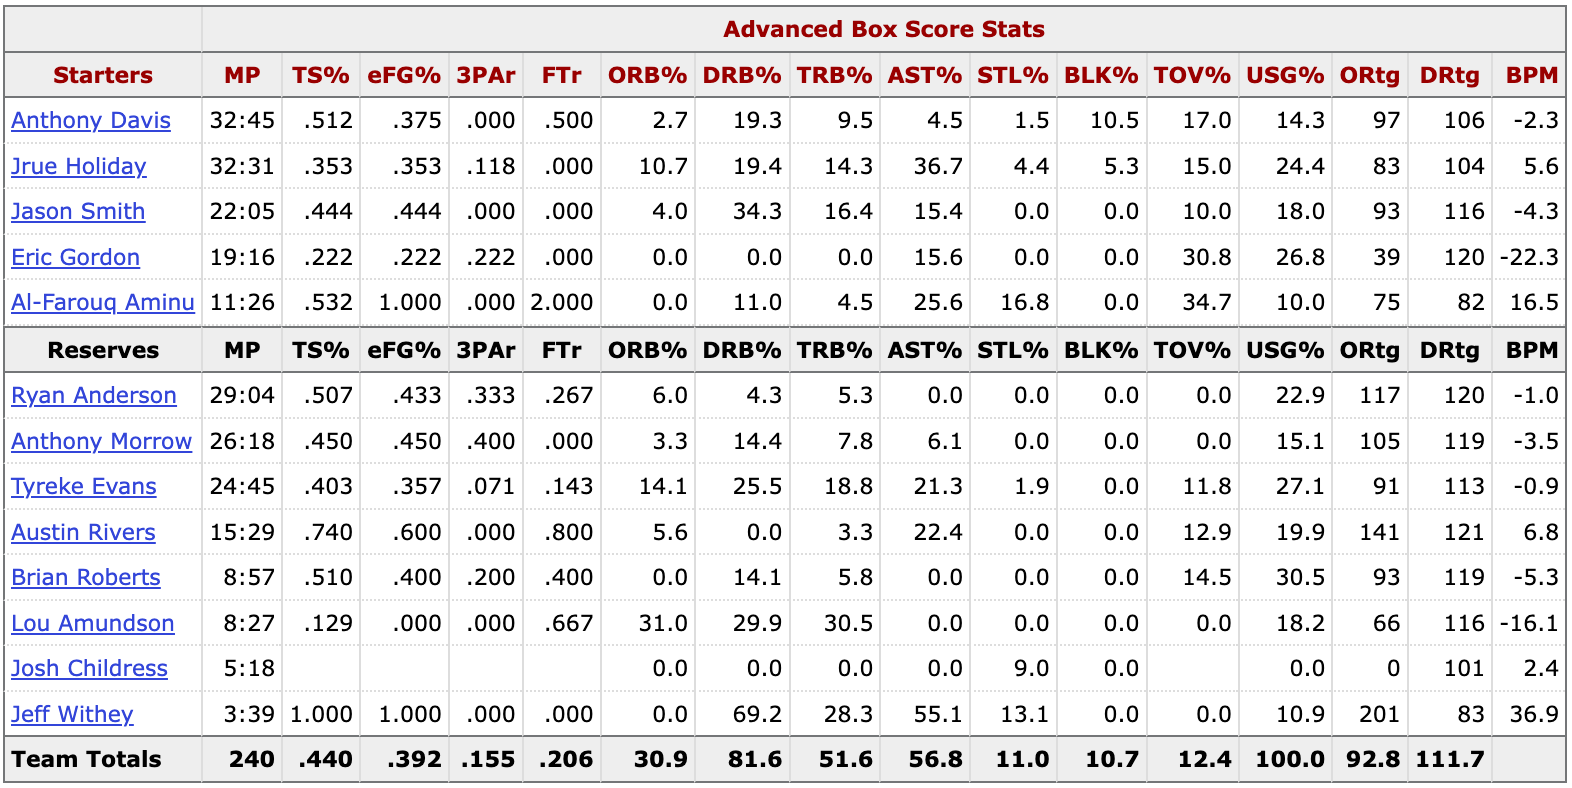 Advanced Box Score Stats
Starters MP TS% eFG% 3PAr FTr ORB% DRB% TRB% AST% STL% BLK% TOV% USG% ORtg DRtg BPM
Anthony Davis 32:45 .512 .375 .000 .500 2.7 19.3 9.5 4.5 1.5 10.5 17.0 14.3 97 106 -2.3
Jrue Holiday 32:31 .353 .353 .118 .000 10.7 19.4 14.3 36.7 4.4 5.3 15.0 24.4 83 104 5.6
Jason Smith 22:05 .444 .444 .000 .000 4.0 34.3 16.4 15.4 0.0 0.0 10.0 18.0 93 116 -4.3
Eric Gordon 19:16 .222 .222 .222 .000 0.0 0.0 0.0 15.6 0.0 0.0 30.8 26.8 39 120 -22.3
Al-Farouq Aminu 11:26 .532 1.000 .000 2.000 0.0 11.0 4.5 25.6 16.8 0.0 34.7 10.0 75 82 16.5
Reserves MP TS% eFG% 3PAr FTr ORB% DRB% TRB% AST% STL% BLK% TOV% USG% ORtg DRtg BPM
Ryan Anderson 29:04 .507 .433 .333 .267 6.0 4.3 5.3 0.0 0.0 0.0 0.0 22.9 117 120 -1.0
Anthony Morrow 26:18 .450 .450 .400 .000 3.3 14.4 7.8 6.1 0.0 0.0 0.0 15.1 105 119 -3.5
Tyreke Evans 24:45 .403 .357 .071 .143 14.1 25.5 18.8 21.3 1.9 0.0 11.8 27.1 91 113 -0.9
Austin Rivers 15:29 .740 .600 .000 .800 5.6 0.0 3.3 22.4 0.0 0.0 12.9 19.9 141 121 6.8
Brian Roberts 8:57 .510 .400 .200 .400 0.0 14.1 5.8 0.0 0.0 0.0 14.5 30.5 93 119 -5.3
Lou Amundson 8:27 .129 .000 .000 .667 31.0 29.9 30.5 0.0 0.0 0.0 0.0 18.2 66 116 -16.1
Josh Childress 5:18 0.0 0.0 0.0 0.0 9.0 0.0 0.0 0 101 2.4
Jeff Withey 3:39 1.000 1.000 .000 .000 0.0 69.2 28.3 55.1 13.1 0.0 0.0 10.9 201 83 36.9
Team Totals 240 .440 .392 .155 .206 30.9 81.6 51.6 56.8 11.0 10.7 12.4 100.0 92.8 111.7